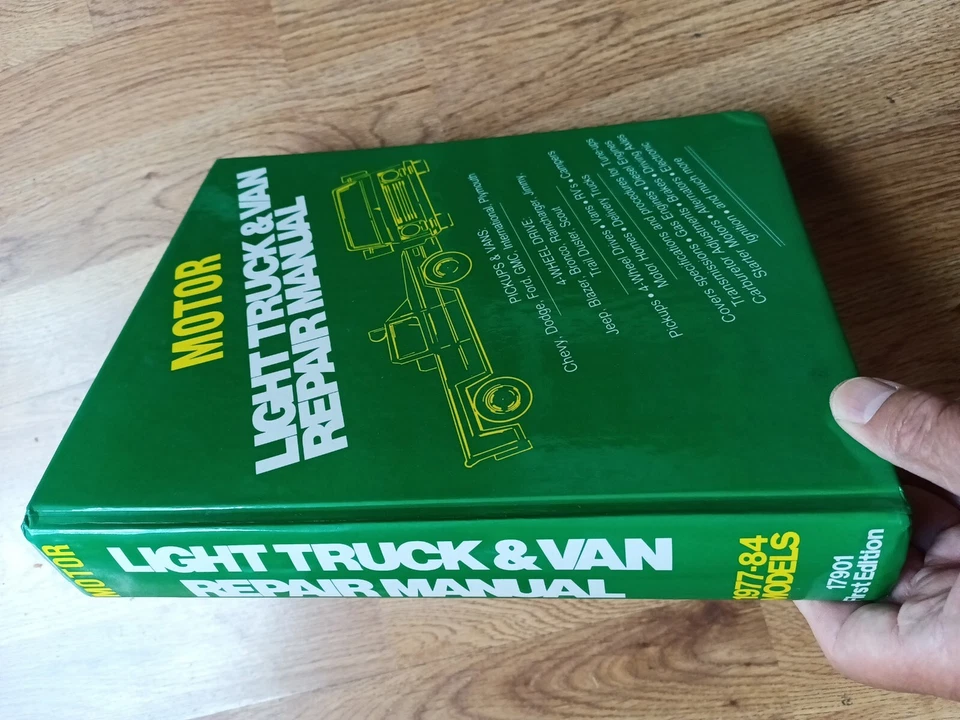 MOTOR
LIGHT TRUCK & VAN
REPAIR MANUAL
PICKUPS & VANS:
Chevy, Dodge, Ford, GMC, International, Plymouth
4 WHEEL DRIVE:
Jeep, Blazer, Bronco, Ramcharger, Jimmy,
Trail Duster, Scout
Pickups • 4-Wheel Drives • Vans • RV's • Campers
Motor Homes • Delivery Trucks
Covers specifications and procedures for Tune-ups
Transmissions • Gas Engines • Diesel Engines
Carburetor Adjustments • Brakes • Driving Axles
Starter Motors • Alternators • Electronic
Ignition • and much more
MOTOR
LIGHT TRUCK & VAN
REPAIR MANUAL
1977-84
MODELS
17901
First Edition